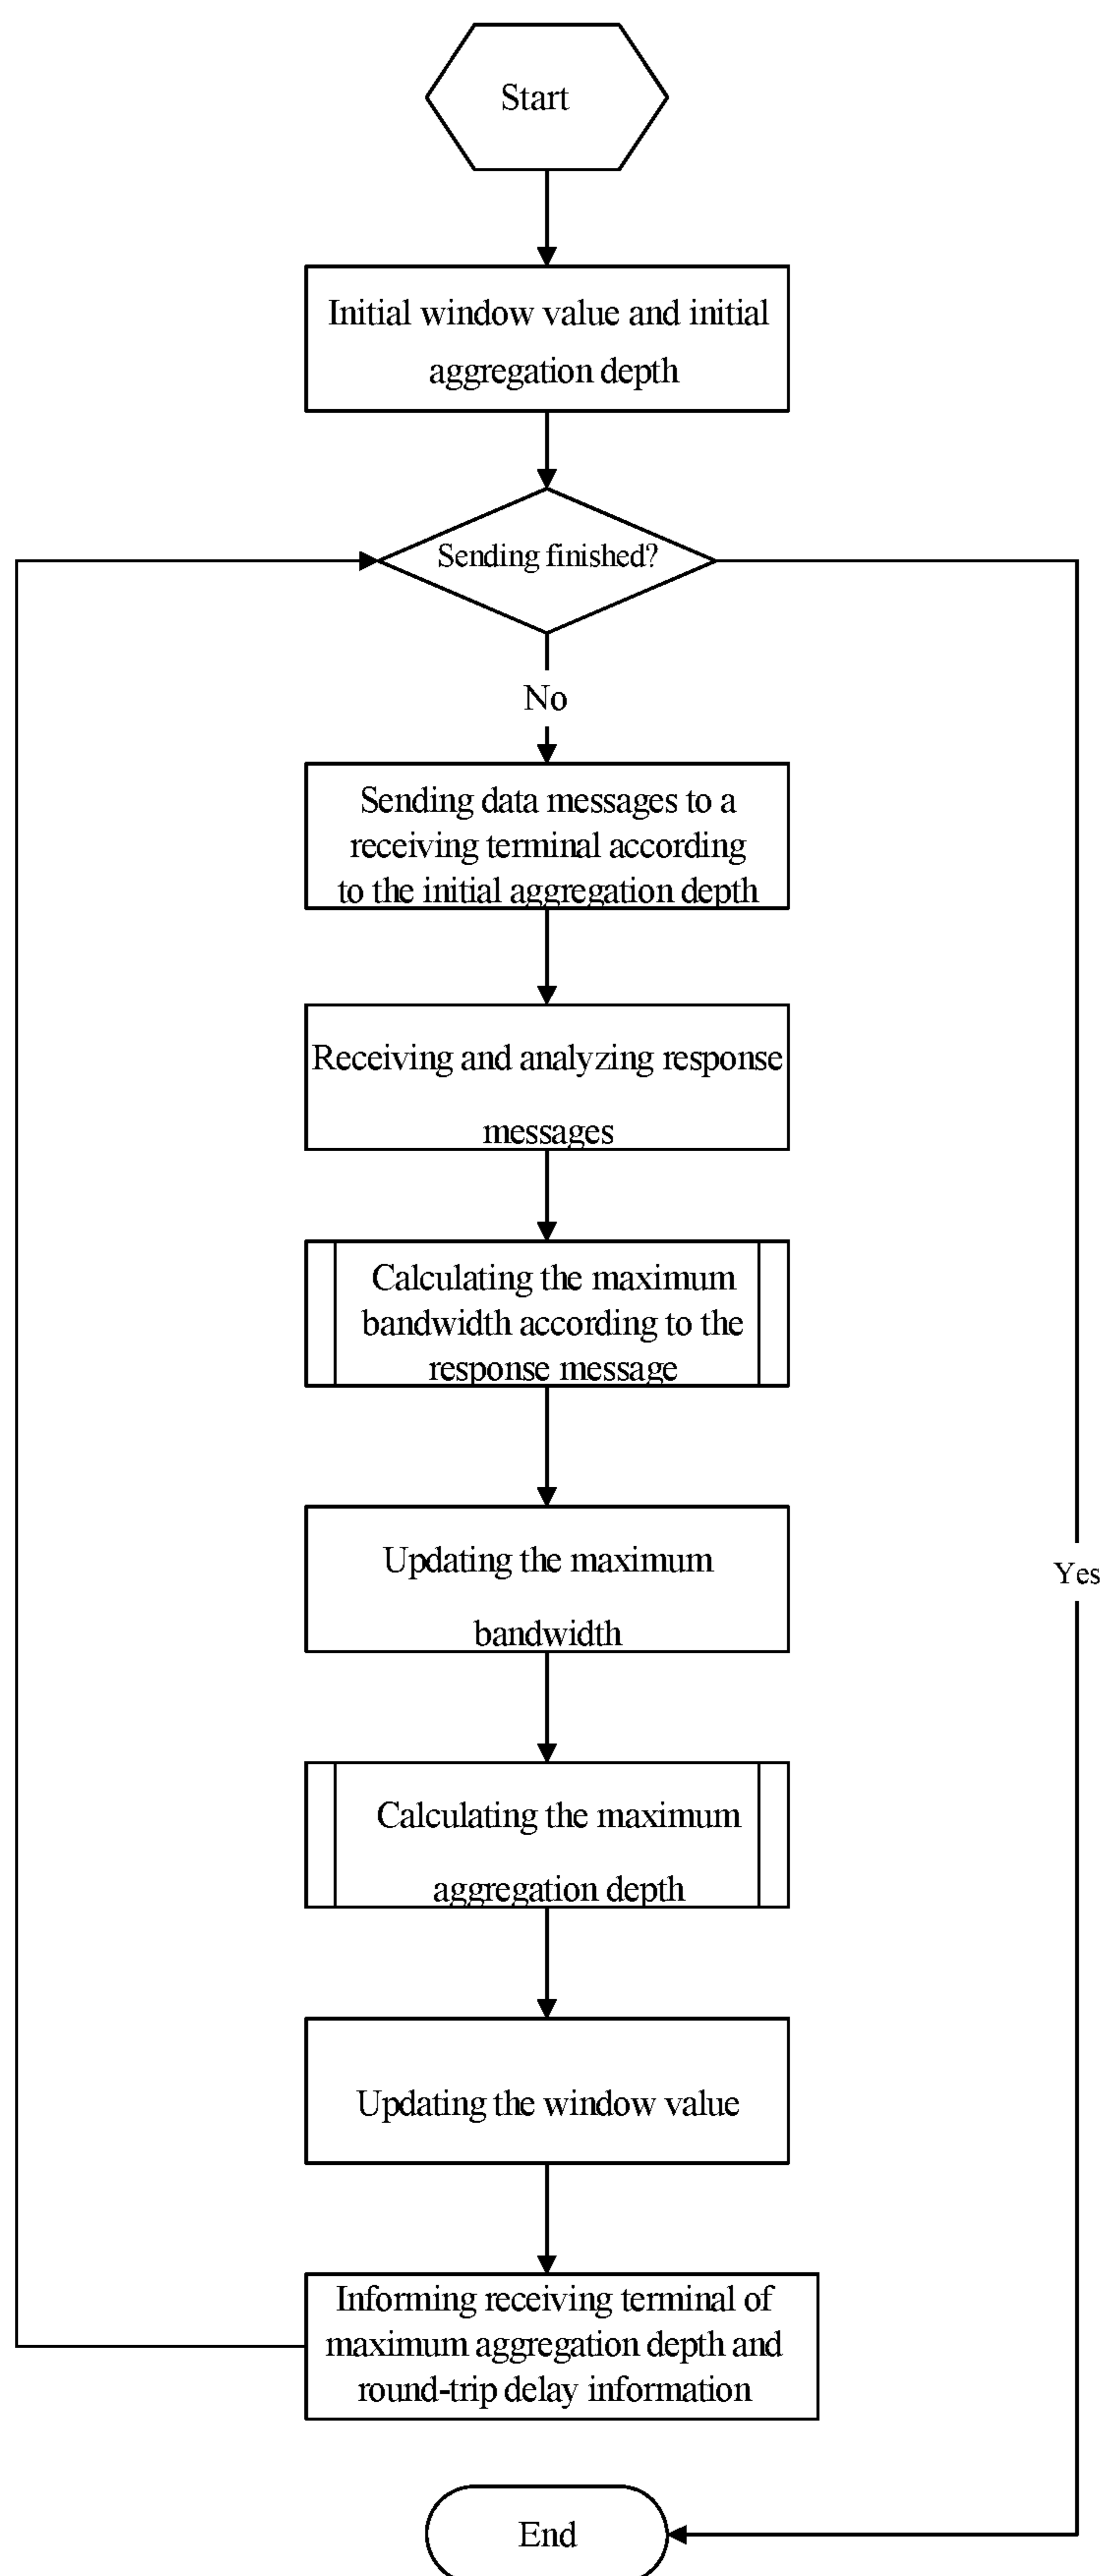 Start
Initial window value and initial
aggregation depth
Sending finished?
No
Sending data messages to a
receiving terminal according
to the initial aggregation depth
Receiving and analyzing response
messages
Calculating the maximum
bandwidth according to the
response message
Updating the maximum
bandwidth
Yes
Calculating the maximum
aggregation depth
Updating the window value
Informing receiving terminal of
maximum aggregation depth and
round-trip delay information
End